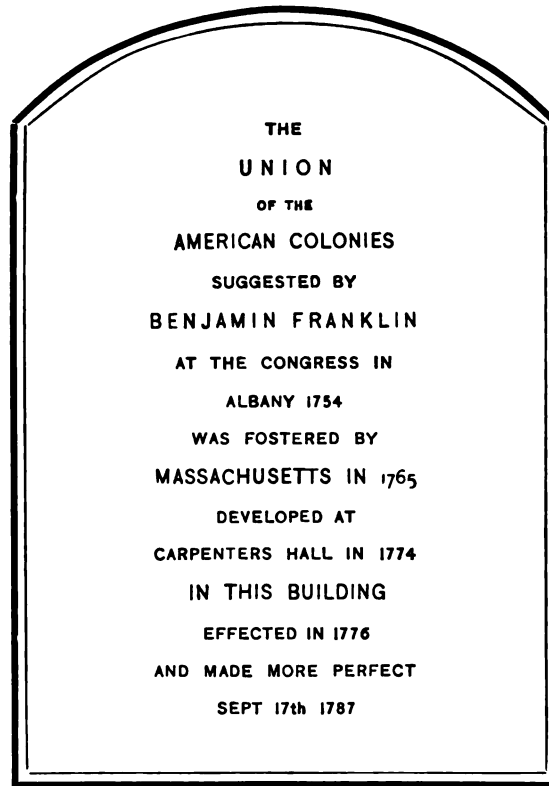 THE
UNION
OF THE
AMERICAN COLONIES
SUGGESTED BY
BENJAMIN FRANKLIN
AT THE CONGRESS IN
ALBANY 1754
WAS FOSTERED BY
MASSACHUSETTS IN 1765
DEVELOPED AT
CARPENTERS HALL IN 1774
IN THIS BUILDING
EFFECTED IN 1776
AND MADE MORE PERFECT
SEPT 17th 1787